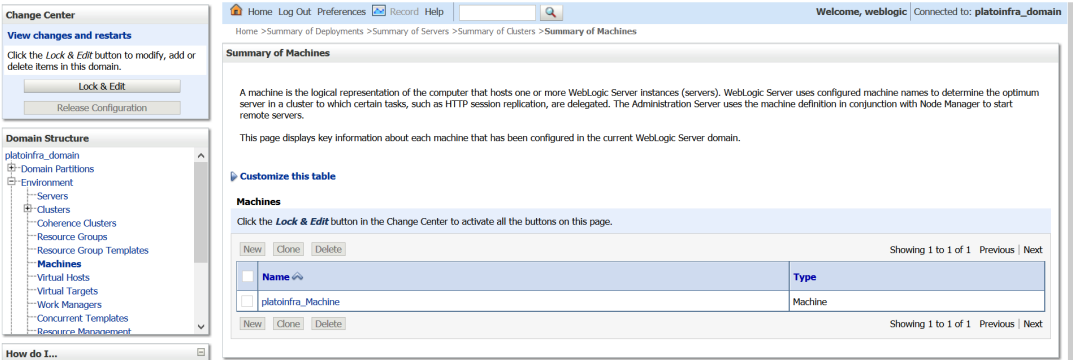 Change Center
View changes and restarts
Click the Lock & Edit button to modify, add or
delete items in this domain.
Lock & Edit
Release Configuration
Domain Structure
platoinfra_domain
Domain Partitions
Environment
Servers
Clusters
Coherence Clusters
Resource Groups
Resource Group Templates
Machines
Virtual Hosts
Virtual Targets
Work Managers
Concurrent Templates
Resource Management
How do I...
Home Log Out Preferences Record Help
Welcome, weblogic Connected to: platoinfra_domain
Home >Summary of Deployments >Summary of Servers >Summary of Clusters >Summary of Machines
Summary of Machines
A machine is the logical representation of the computer that hosts one or more WebLogic Server instances (servers). WebLogic Server uses configured machine names to determine the optimum
server in a cluster to which certain tasks, such as HTTP session replication, are delegated. The Administration Server uses the machine definition in conjunction with Node Manager to start
remote servers.
This page displays key information about each machine that has been configured in the current WebLogic Server domain.
Customize this table
Machines
Click the Lock & Edit button in the Change Center to activate all the buttons on this page.
New Clone Delete Showing 1 to 1 of 1 Previous | Next
Name Type
platoinfra_Machine Machine
New Clone Delete Showing 1 to 1 of 1 Previous | Next